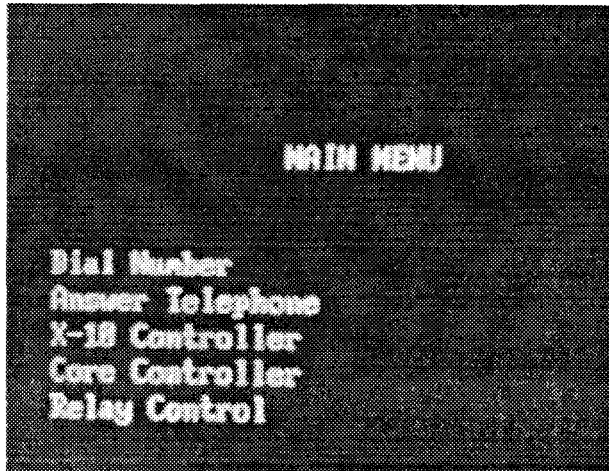 MAIN MENU
Dial Number
Answer Telephone
X-10 Controller
Core Controller
Relay Control